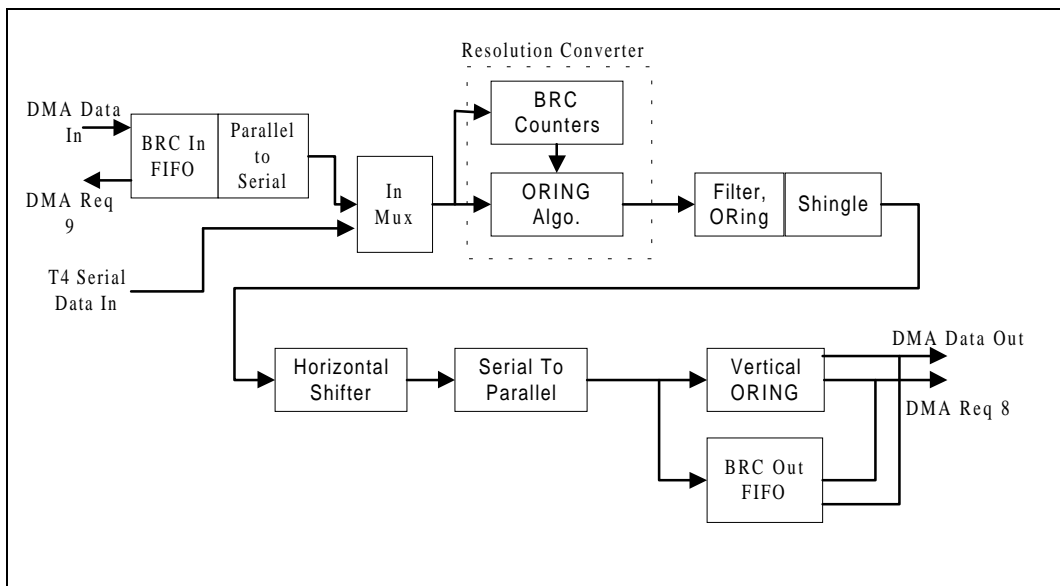 Resolution Converter
DMA Data
In
BRC In
FIFO
Parallel
to
Serial
DMA Req
9
T4 Serial
Data In
In
Mux
BRC
Counters
ORING
Algo.
Filter,
ORing
Shingle
Horizontal
Shifter
Serial To
Parallel
Vertical
ORING
BRC Out
FIFO
DMA Data Out
DMA Req 8